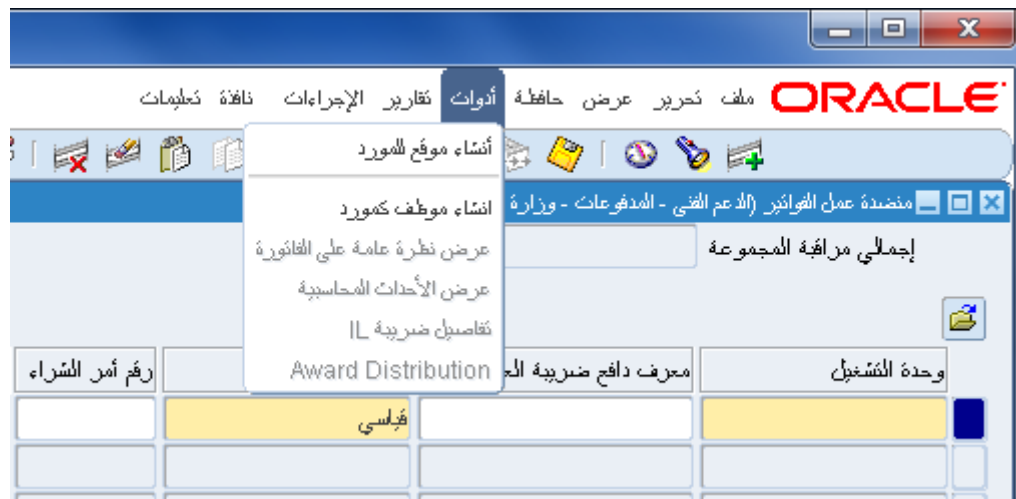 ORACLE
ملف تحرير عرض حافظة أدوات تقارير الإجراءات نافذة تعليمات
أنشاء موقع للمورد
انشاء موظف كمورد
عرض نظرة عامة على الفاتورة
عرض الأحداث المحاسبية
تفاصيل ضريبة IL
Award Distribution
منضدة عمل الفواتير (الدعم الفنى - المدفوعات - وزارة
إجمالي مراقبة المجموعة
وحدة التشغيل معرف دافع ضريبة رقم أمر الشراء
قياسي